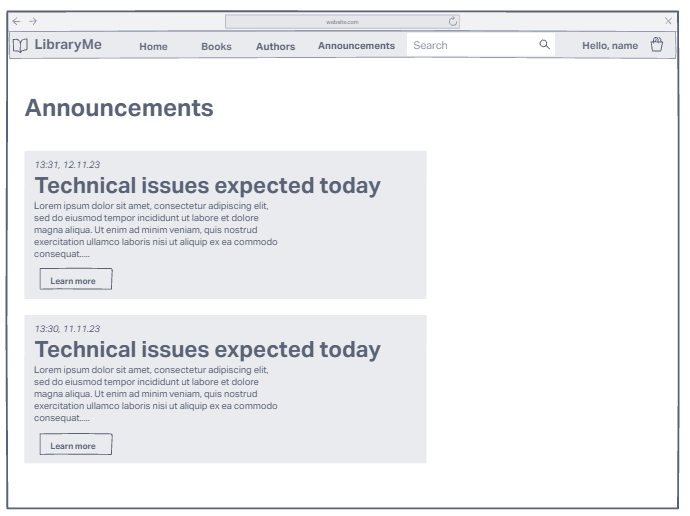 website.com
LibraryMe Home Books Authors Announcements Search Hello, name
Announcements
13:31, 12.11.23
Technical issues expected today
Lorem ipsum dolor sit amet, consectetur adipiscing elit,
sed do eiusmod tempor incididunt ut labore et dolore
magna aliqua. Ut enim ad minim veniam, quis nostrud
exercitation ullamco laboris nisi ut aliquip ex ea commodo
consequat.....
Learn more
13:30, 11.11.23
Technical issues expected today
Lorem ipsum dolor sit amet, consectetur adipiscing elit,
sed do eiusmod tempor incididunt ut labore et dolore
magna aliqua. Ut enim ad minim veniam, quis nostrud
exercitation ullamco laboris nisi ut aliquip ex ea commodo
consequat.....
Learn more